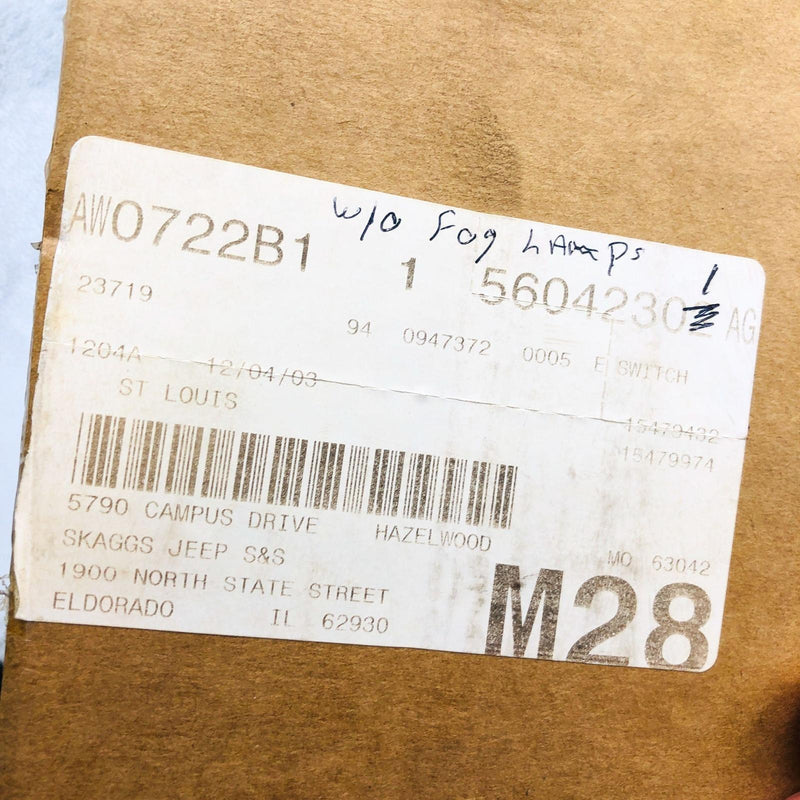 w/o Fog LAmps
AW0722B1 1 56042302 AG
1
23719
94 0947372 0005 E SWITCH
1204A 12/04/03
ST LOUIS
15479432
15479974
5790 CAMPUS DRIVE HAZELWOOD
MO 63042
SKAGGS JEEP S&S
1900 NORTH STATE STREET
ELDORADO IL 62930
M28